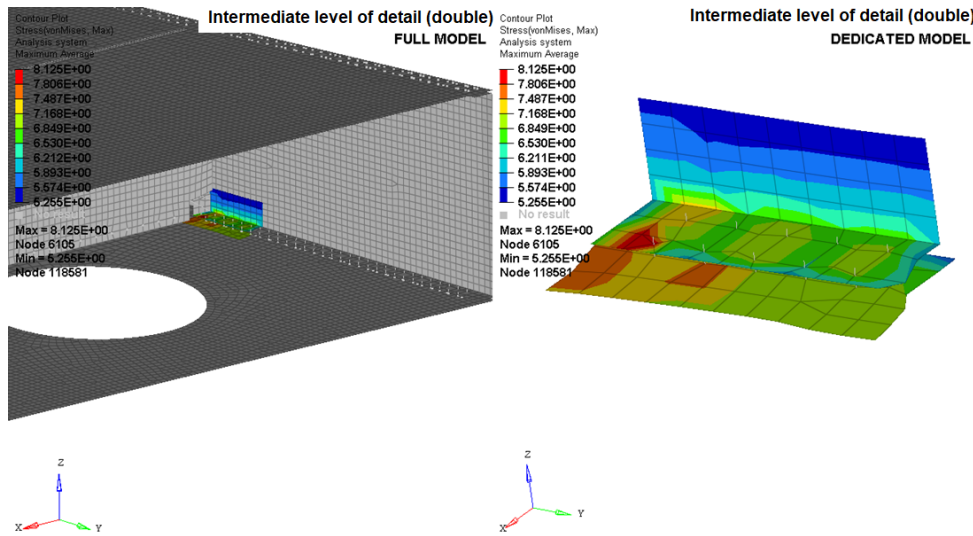 Contour Plot
Stress(vonMises, Max)
Analysis system
Maximum Average
8.125E+00
7.806E+00
7.487E+00
7.168E+00
6.849E+00
6.530E+00
6.212E+00
5.893E+00
5.574E+00
5.255E+00
Max = 8.125E+00
Node 6105
Min = 5.255E+00
Node 118581
Intermediate level of detail (double)
FULL MODEL
Z
X
Y
Contour Plot
Stress(vonMises, Max)
Analysis system
Maximum Average
8.125E+00
7.806E+00
7.487E+00
7.168E+00
6.849E+00
6.530E+00
6.211E+00
5.893E+00
5.574E+00
5.255E+00
No result
Max = 8.125E+00
Node 6105
Min = 5.255E+00
Node 118581
Intermediate level of detail (double)
DEDICATED MODEL
Z
X
Y